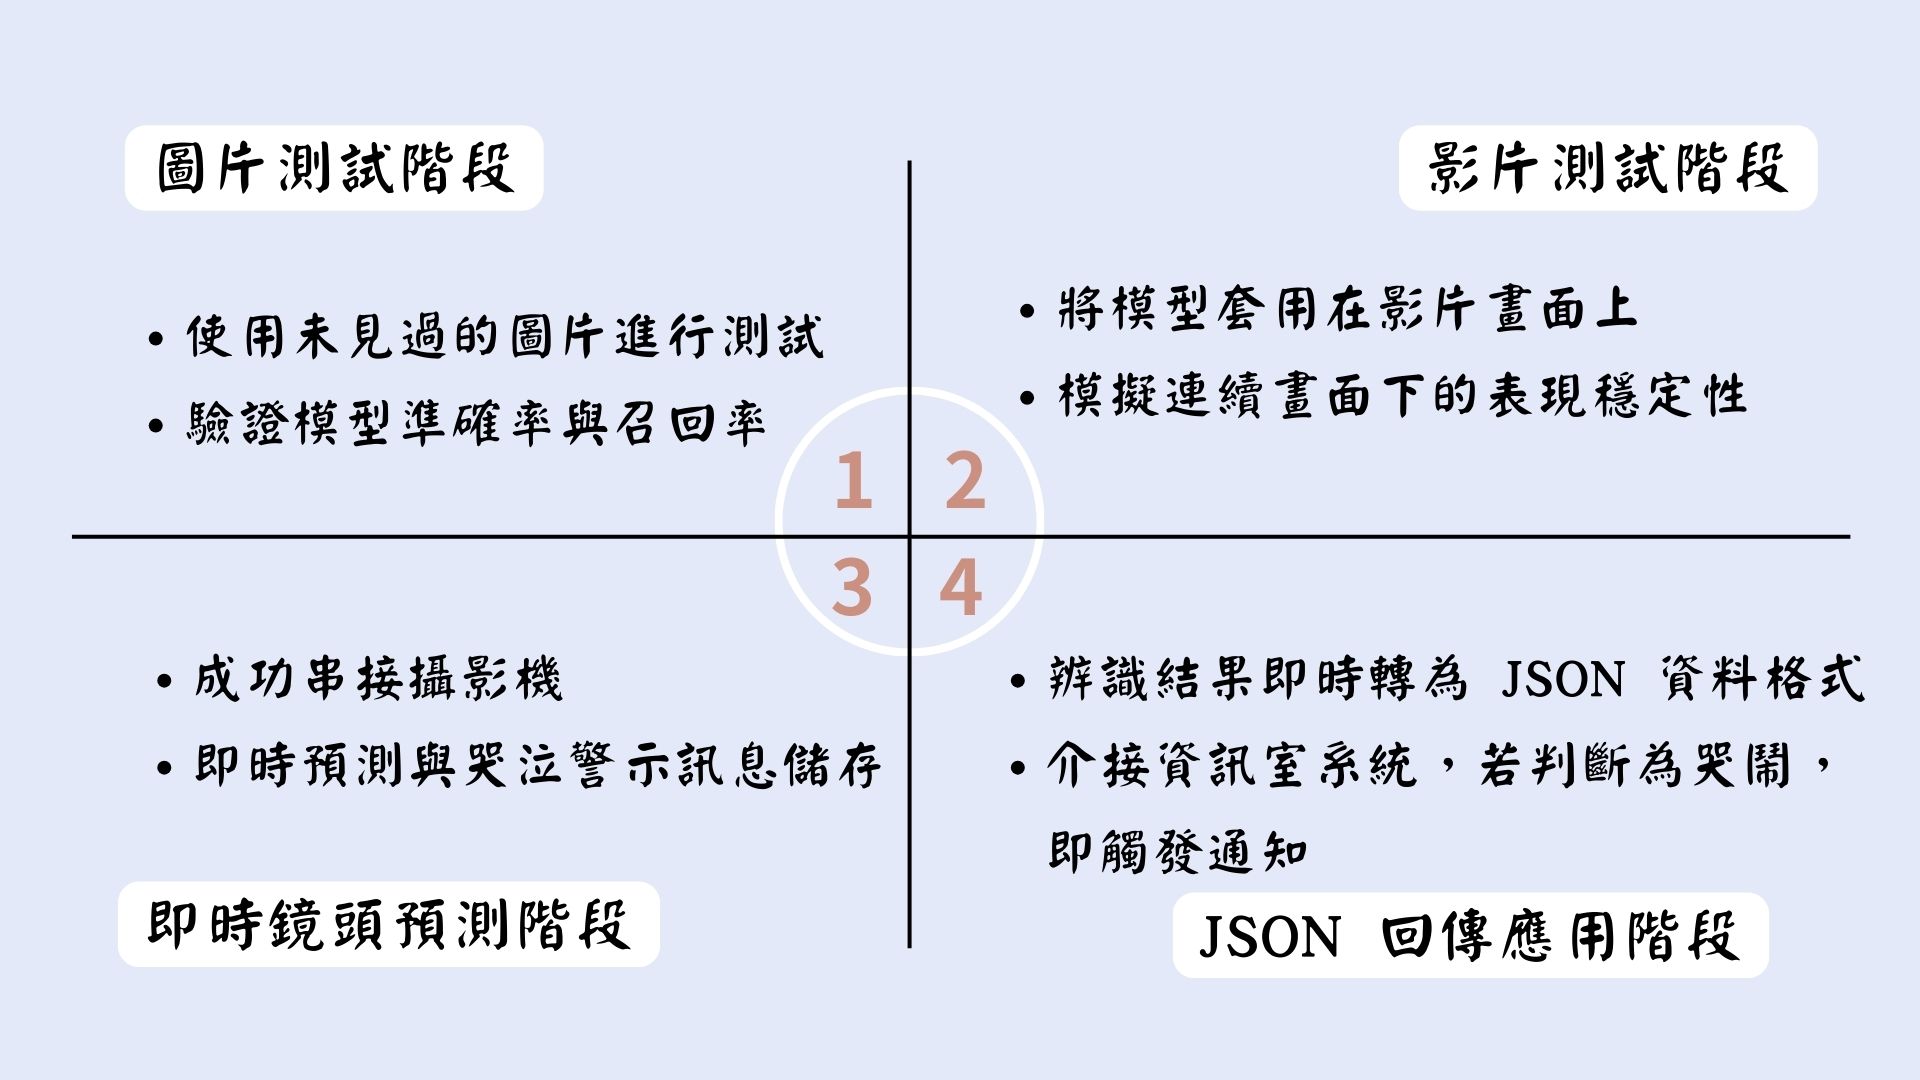 圖片測試階段
使用未見過的圖片進行測試
驗證模型準確率與召回率
影片測試階段
將模型套用在影片畫面上
模擬連續畫面下的表現穩定性
1
2
3
4
成功串接攝影機
即時預測與哭泣警示訊息儲存
即時鏡頭預測階段
辨識結果即時轉為 JSON 資料格式
介接資訊室系統，若判斷為哭鬧，
即觸發通知
JSON 回傳應用階段